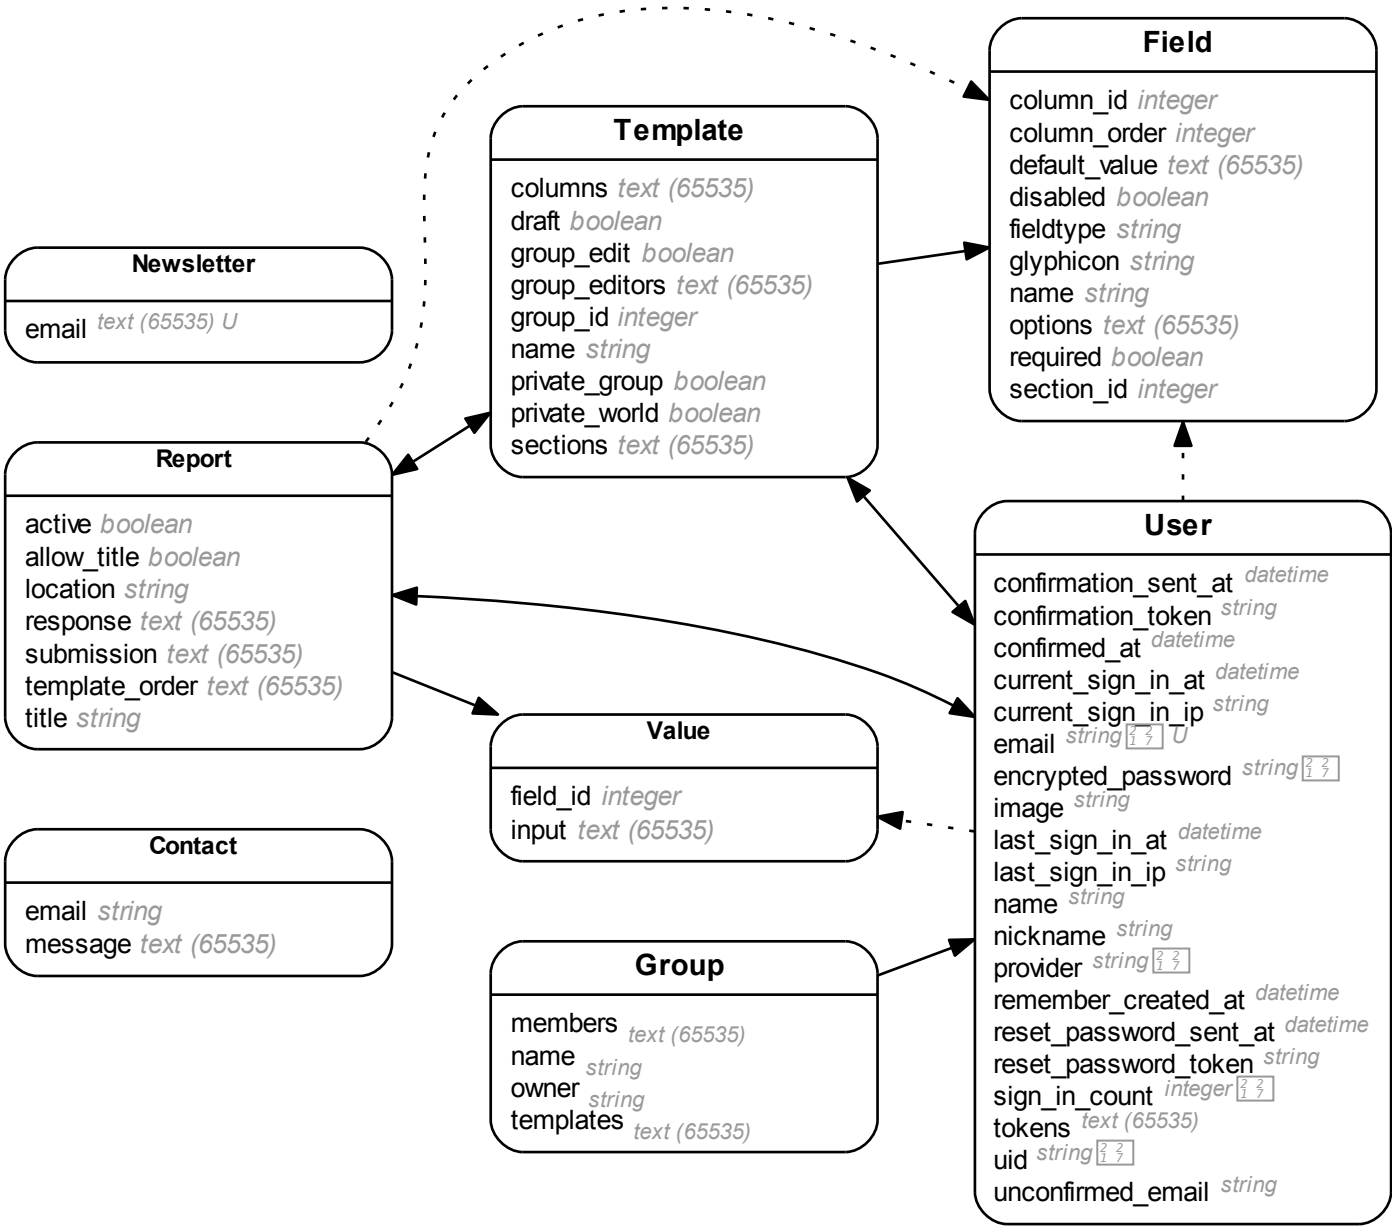 Field
column_id integer
column_order integer
default_value text (65535)
disabled boolean
fieldtype string
glyphicon string
name string
options text (65535)
required boolean
section_id integer
Template
columns text (65535)
draft boolean
group_edit boolean
group_editors text (65535)
group_id integer
name string
private_group boolean
private_world boolean
sections text (65535)
Newsletter
email text (65535) U
Report
active boolean
allow_title boolean
location string
response text (65535)
submission text (65535)
template_order text (65535)
title string
User
confirmation_sent_at datetime
confirmation_token string
confirmed_at datetime
current_sign_in_at datetime
current_sign_in_ip string
email string 2217 U
encrypted_password string 2217
image string
last_sign_in_at datetime
last_sign_in_ip string
name string
nickname string
provider string 2217
remember_created_at datetime
reset_password_sent_at datetime
reset_password_token string
sign_in_count integer 2217
tokens text (65535)
uid string 2217
unconfirmed_email string
Value
field_id integer
input text (65535)
Contact
email string
message text (65535)
Group
members text (65535)
name string
owner string
templates text (65535)